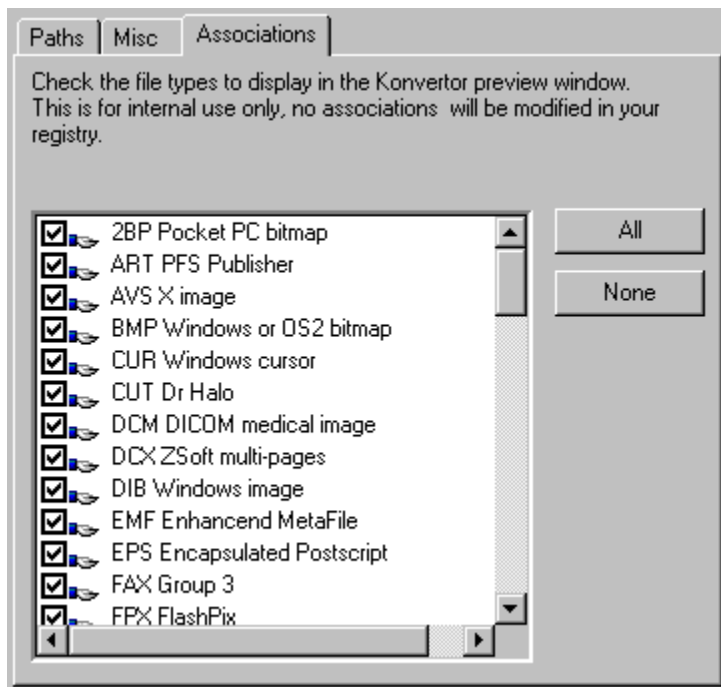 Paths Misc Associations
Check the file types to display in the Konvertor preview window.
This is for internal use only, no associations will be modified in your
registry.
2BP Pocket PC bitmap
ART PFS Publisher
AVS X image
BMP Windows or OS2 bitmap
CUR Windows cursor
CUT Dr Halo
DCM DICOM medical image
DCX ZSoft multi-pages
DIB Windows image
EMF Enhancend MetaFile
EPS Encapsulated Postscript
FAX Group 3
FPX FlashPix
All
None